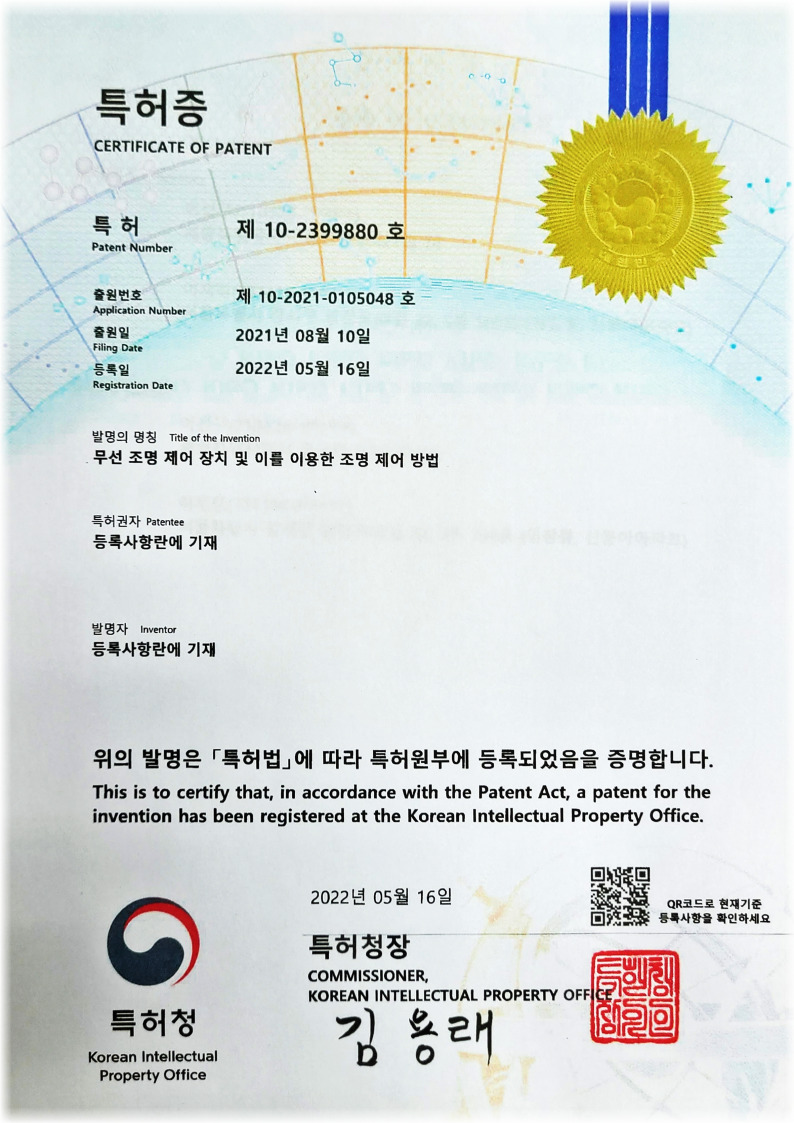 특허증
CERTIFICATE OF PATENT
특 허
Patent Number
제 10-2399880 호
출원번호
Application Number
제 10-2021-0105048 호
출원일
Filing Date
2021년 08월 10일
등록일
Registration Date
2022년 05월 16일
발명의 명칭 Title of the Invention
무선 조명 제어 장치 및 이를 이용한 조명 제어 방법
특허권자 Patentee
등록사항란에 기재
발명자 Inventor
등록사항란에 기재
위의 발명은 「특허법」에 따라 특허원부에 등록되었음을 증명합니다.
This is to certify that, in accordance with the Patent Act, a patent for the
invention has been registered at the Korean Intellectual Property Office.
2022년 05월 16일
QR코드로 현재기준
등록사항을 확인하세요
특허청장
COMMISSIONER,
KOREAN INTELLECTUAL PROPERTY OFFICE
김용래
특허청
Korean Intellectual
Property Office